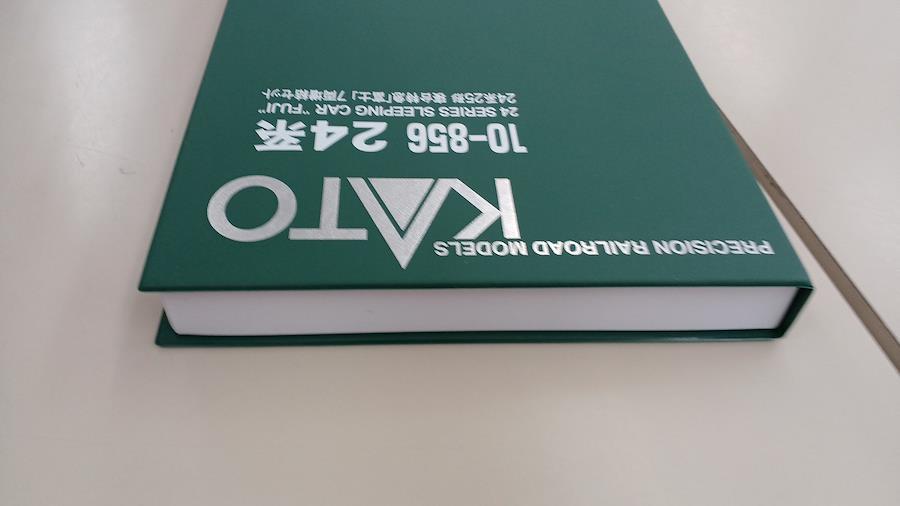 PRECISION RAILROAD MODELS
KATO
10-856 24系
24 SERIES SLEEPING CAR "FUJI"
24系25形 寝台特急「富士」 7両増結セット